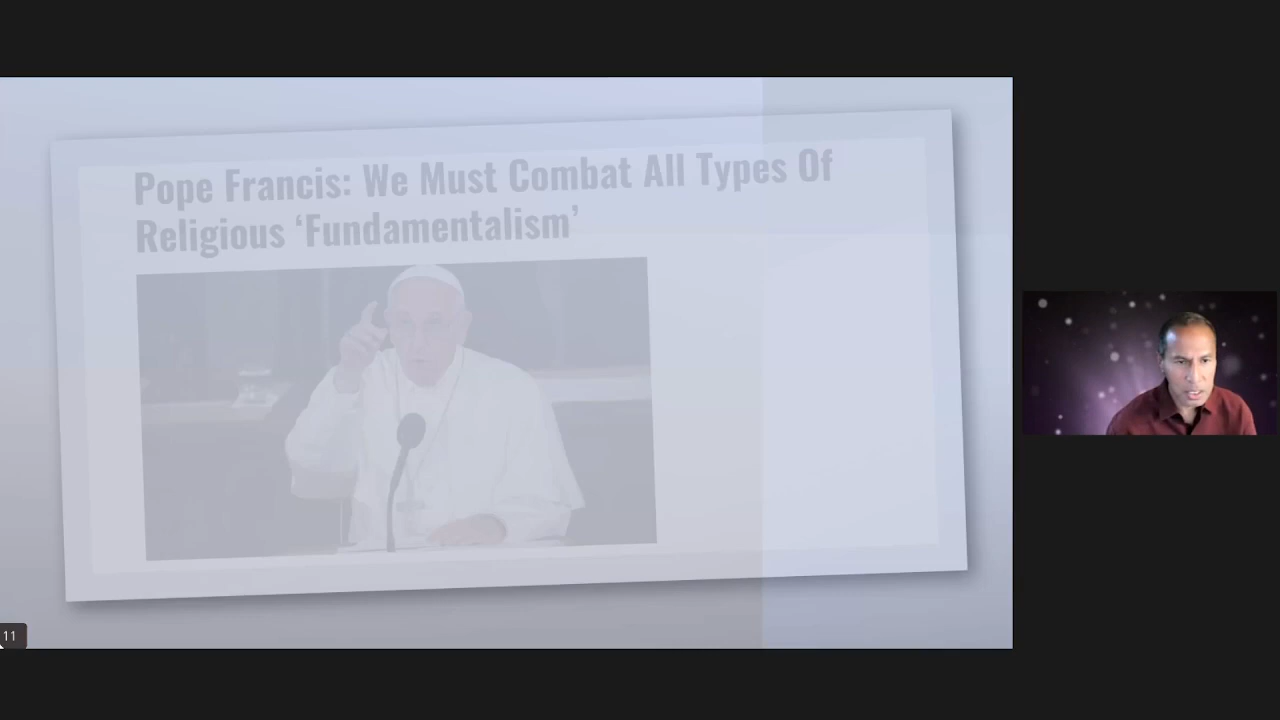 Pope Francis: We Must Combat All Types Of
Religious ‘Fundamentalism’
11